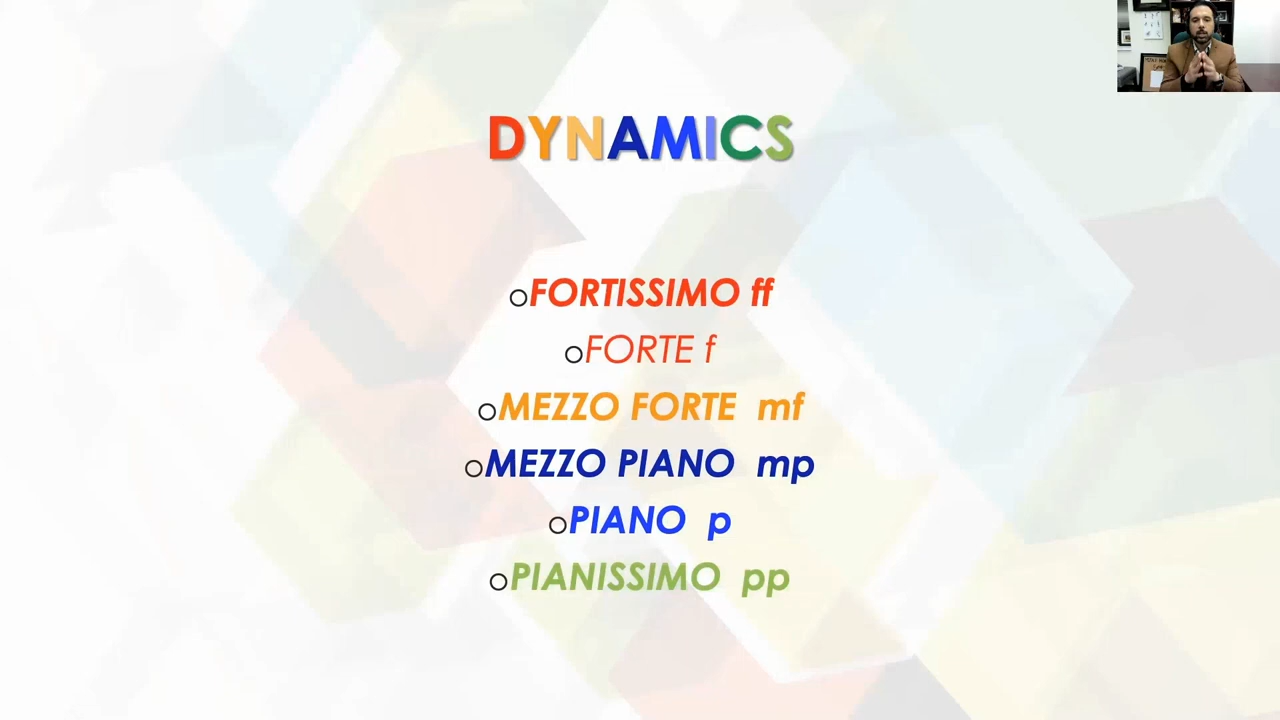 DYNAMICS
FORTISSIMO ff
FORTE f
MEZZO FORTE mf
MEZZO PIANO mp
PIANO p
PIANISSIMO pp